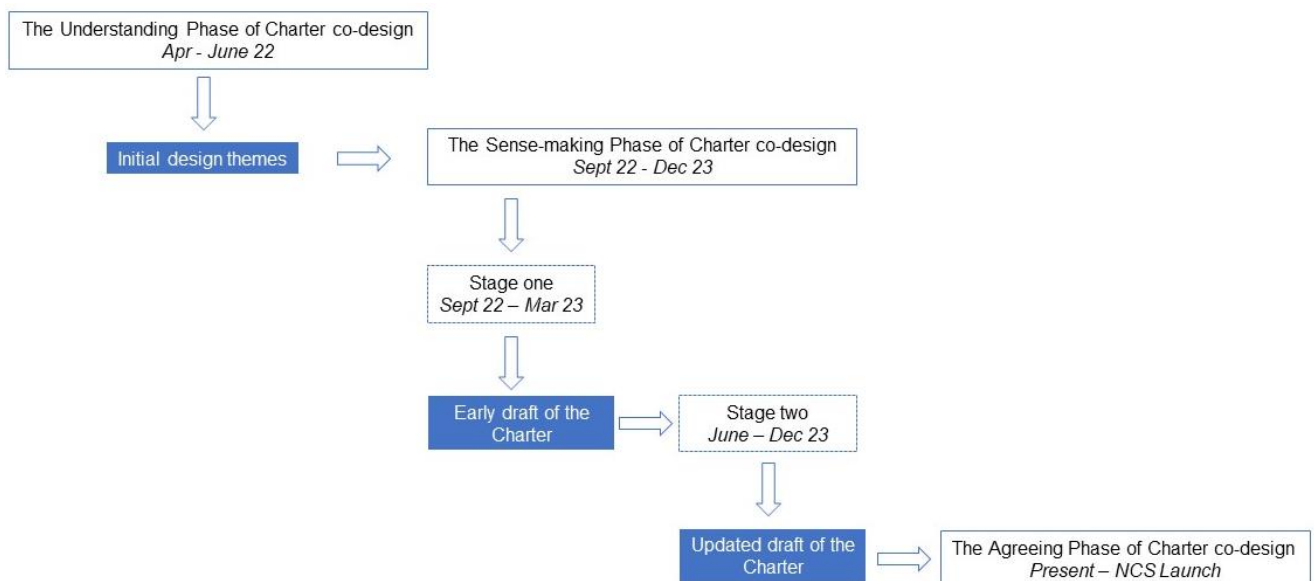 The Understanding Phase of Charter co-design
Apr - June 22
Initial design themes
The Sense-making Phase of Charter co-design
Sept 22 - Dec 23
Stage one
Sept 22 – Mar 23
Early draft of the
Charter
Stage two
June – Dec 23
Updated draft of the
Charter
The Agreeing Phase of Charter co-design
Present – NCS Launch